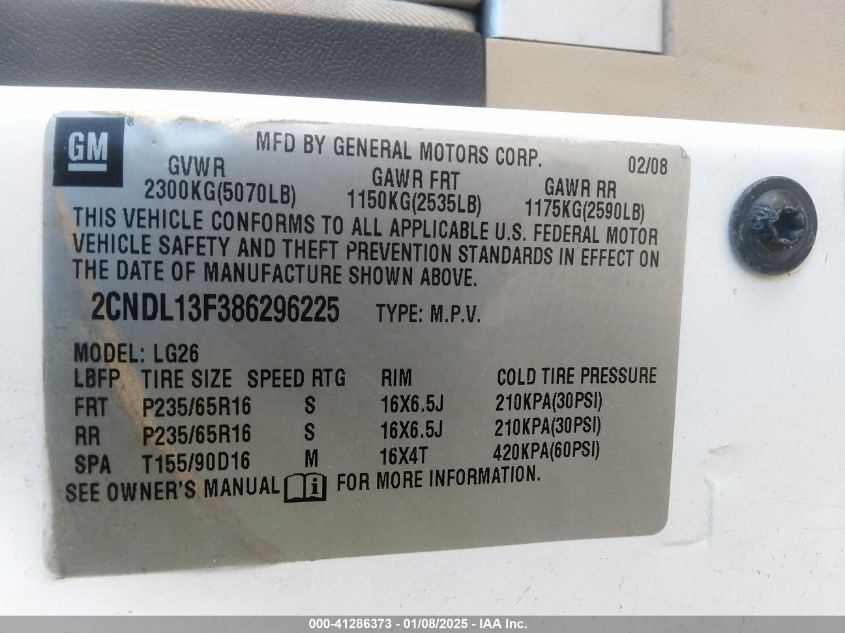 GM ®
MFD BY GENERAL MOTORS CORP. 02/08
GVWR GAWR FRT GAWR RR
2300KG(5070LB) 1150KG(2535LB) 1175KG(2590LB)
THIS VEHICLE CONFORMS TO ALL APPLICABLE U.S. FEDERAL MOTOR
VEHICLE SAFETY AND THEFT PREVENTION STANDARDS IN EFFECT ON
THE DATE OF MANUFACTURE SHOWN ABOVE.
2CNDL13F386296225 TYPE: M.P.V.
MODEL: LG26
LBFP TIRE SIZE SPEED RTG RIM COLD TIRE PRESSURE
FRT P235/65R16 S 16X6.5J 210KPA(30PSI)
RR P235/65R16 S 16X6.5J 210KPA(30PSI)
SPA T155/90D16 M 16X4T 420KPA(60PSI)
SEE OWNER'S MANUAL i FOR MORE INFORMATION.
000-41286373 — 01/08/2025 — IAA Inc.